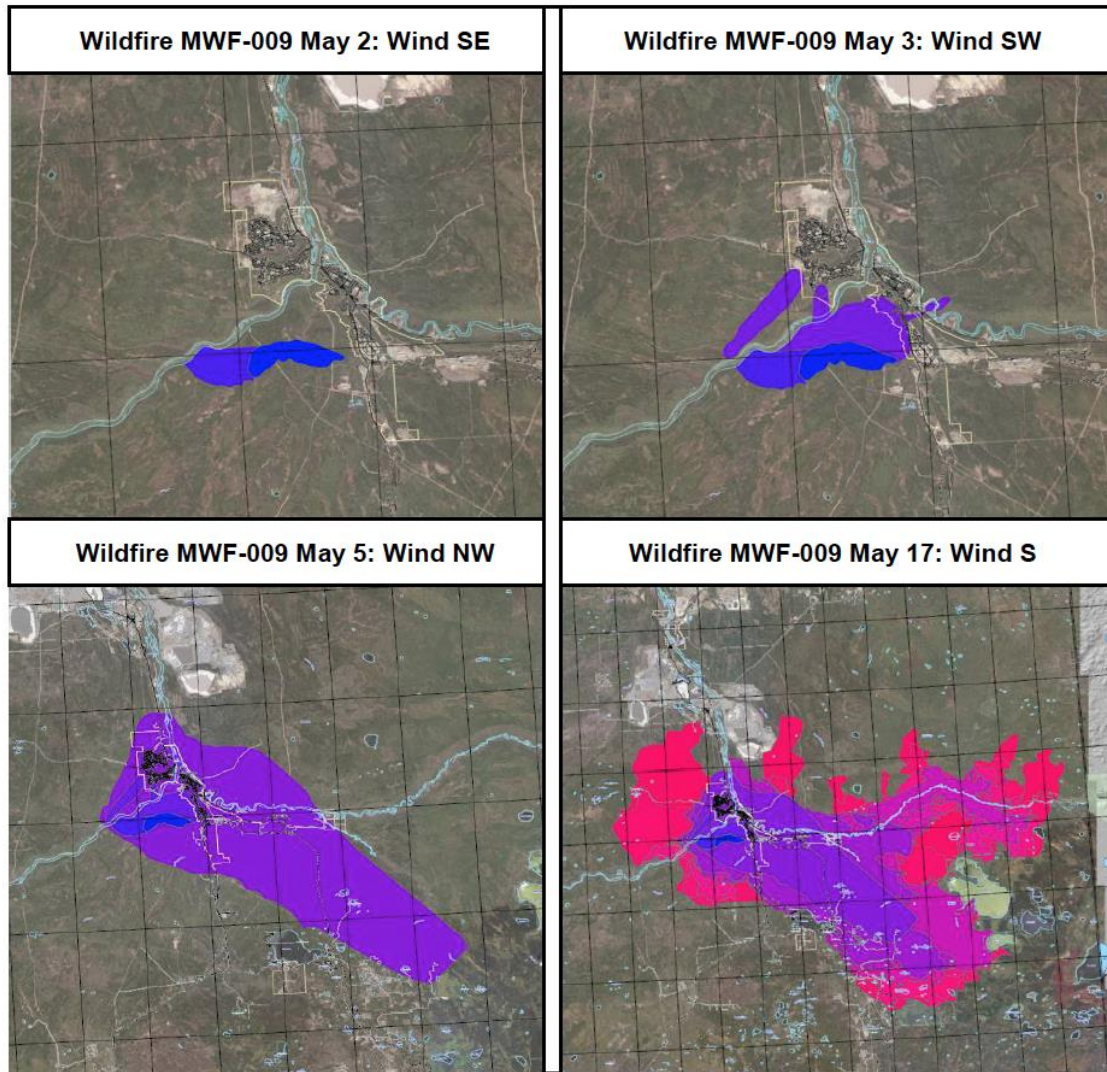 Wildfire MWF-009 May 2: Wind SE
Wildfire MWF-009 May 3: Wind SW
Wildfire MWF-009 May 5: Wind NW
Wildfire MWF-009 May 17: Wind S